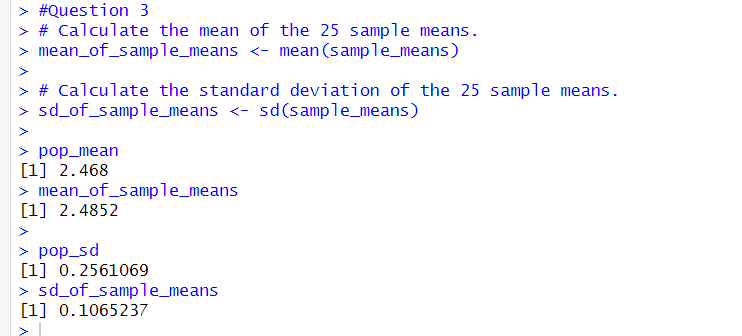 > #Question 3
> # Calculate the mean of the 25 sample means.
> mean_of_sample_means <- mean(sample_means)
>
> # Calculate the standard deviation of the 25 sample means.
> sd_of_sample_means <- sd(sample_means)
>
> pop_mean
[1] 2.468
> mean_of_sample_means
[1] 2.4852
>
> pop_sd
[1] 0.2561069
> sd_of_sample_means
[1] 0.1065237
>